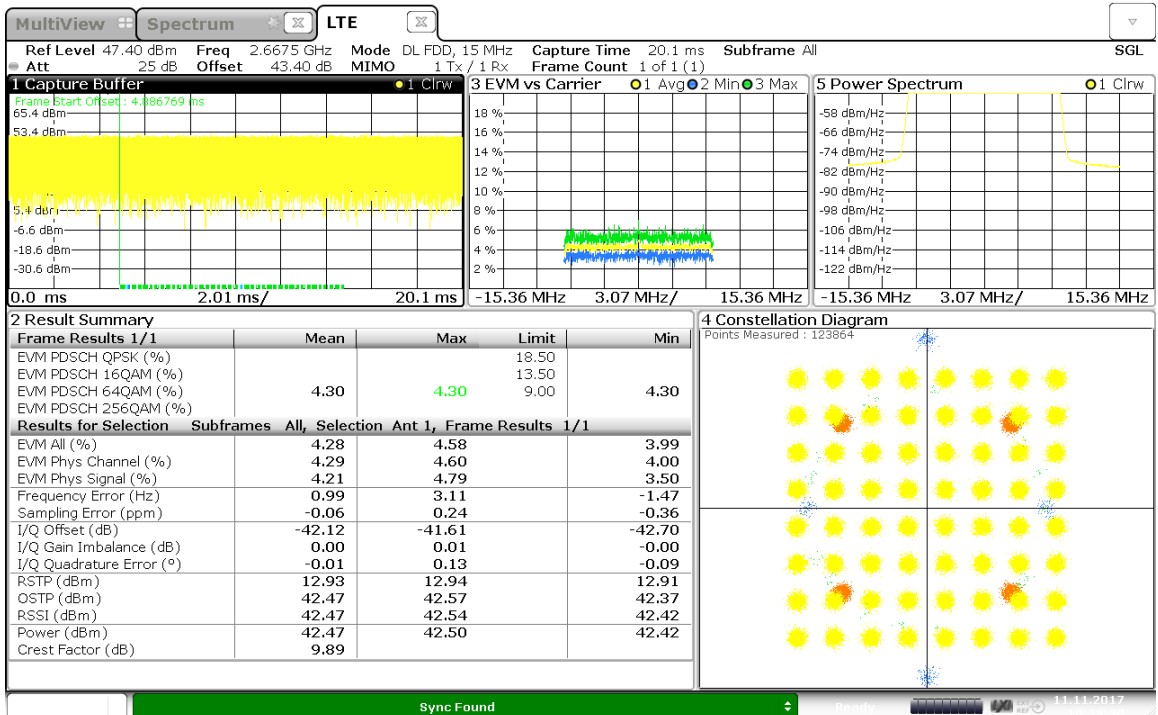 MultiView Spectrum LTE
Ref Level 47.40 dBm Freq 2.6675 GHz Mode DL FDD, 15 MHz Capture Time 20.1 ms Subframe All SGL
Att 25 dB Offset 43.40 dB MIMO 1 Tx / 1 Rx Frame Count 1 of 1 (1)
1 Capture Buffer 1 Clrw
Frame Start Offset : 4.886769 ms
65.4 dBm
53.4 dBm
5.4 dBm
-6.6 dBm
-18.6 dBm
-30.6 dBm
0.0 ms 2.01 ms/ 20.1 ms
3 EVM vs Carrier 1 Avg 2 Min 3 Max
18 %
16 %
14 %
12 %
10 %
8 %
6 %
4 %
2 %
-15.36 MHz 3.07 MHz/ 15.36 MHz
5 Power Spectrum 1 Clrw
-58 dBm/Hz
-66 dBm/Hz
-74 dBm/Hz
-82 dBm/Hz
-90 dBm/Hz
-98 dBm/Hz
-106 dBm/Hz
-114 dBm/Hz
-122 dBm/Hz
-15.36 MHz 3.07 MHz/ 15.36 MHz
2 Result Summary
Frame Results 1/1 Mean Max Limit Min
EVM PDSCH QPSK (%) 18.50
EVM PDSCH 16QAM (%) 13.50
EVM PDSCH 64QAM (%) 4.30 4.30 9.00 4.30
EVM PDSCH 256QAM (%)
Results for Selection Subframes All, Selection Ant 1, Frame Results 1/1
EVM All (%) 4.28 4.58 3.99
EVM Phys Channel (%) 4.29 4.60 4.00
EVM Phys Signal (%) 4.21 4.79 3.50
Frequency Error (Hz) 0.99 3.11 -1.47
Sampling Error (ppm) -0.06 0.24 -0.36
I/Q Offset (dB) -42.12 -41.61 -42.70
I/Q Gain Imbalance (dB) 0.00 0.01 -0.00
I/Q Quadrature Error (°) -0.01 0.13 -0.09
RSTP (dBm) 12.93 12.94 12.91
OSTP (dBm) 42.47 42.57 42.37
RSSI (dBm) 42.47 42.54 42.42
Power (dBm) 42.47 42.50 42.42
Crest Factor (dB) 9.89
4 Constellation Diagram
Points Measured : 123864
Sync Found Ready 11.11.2017